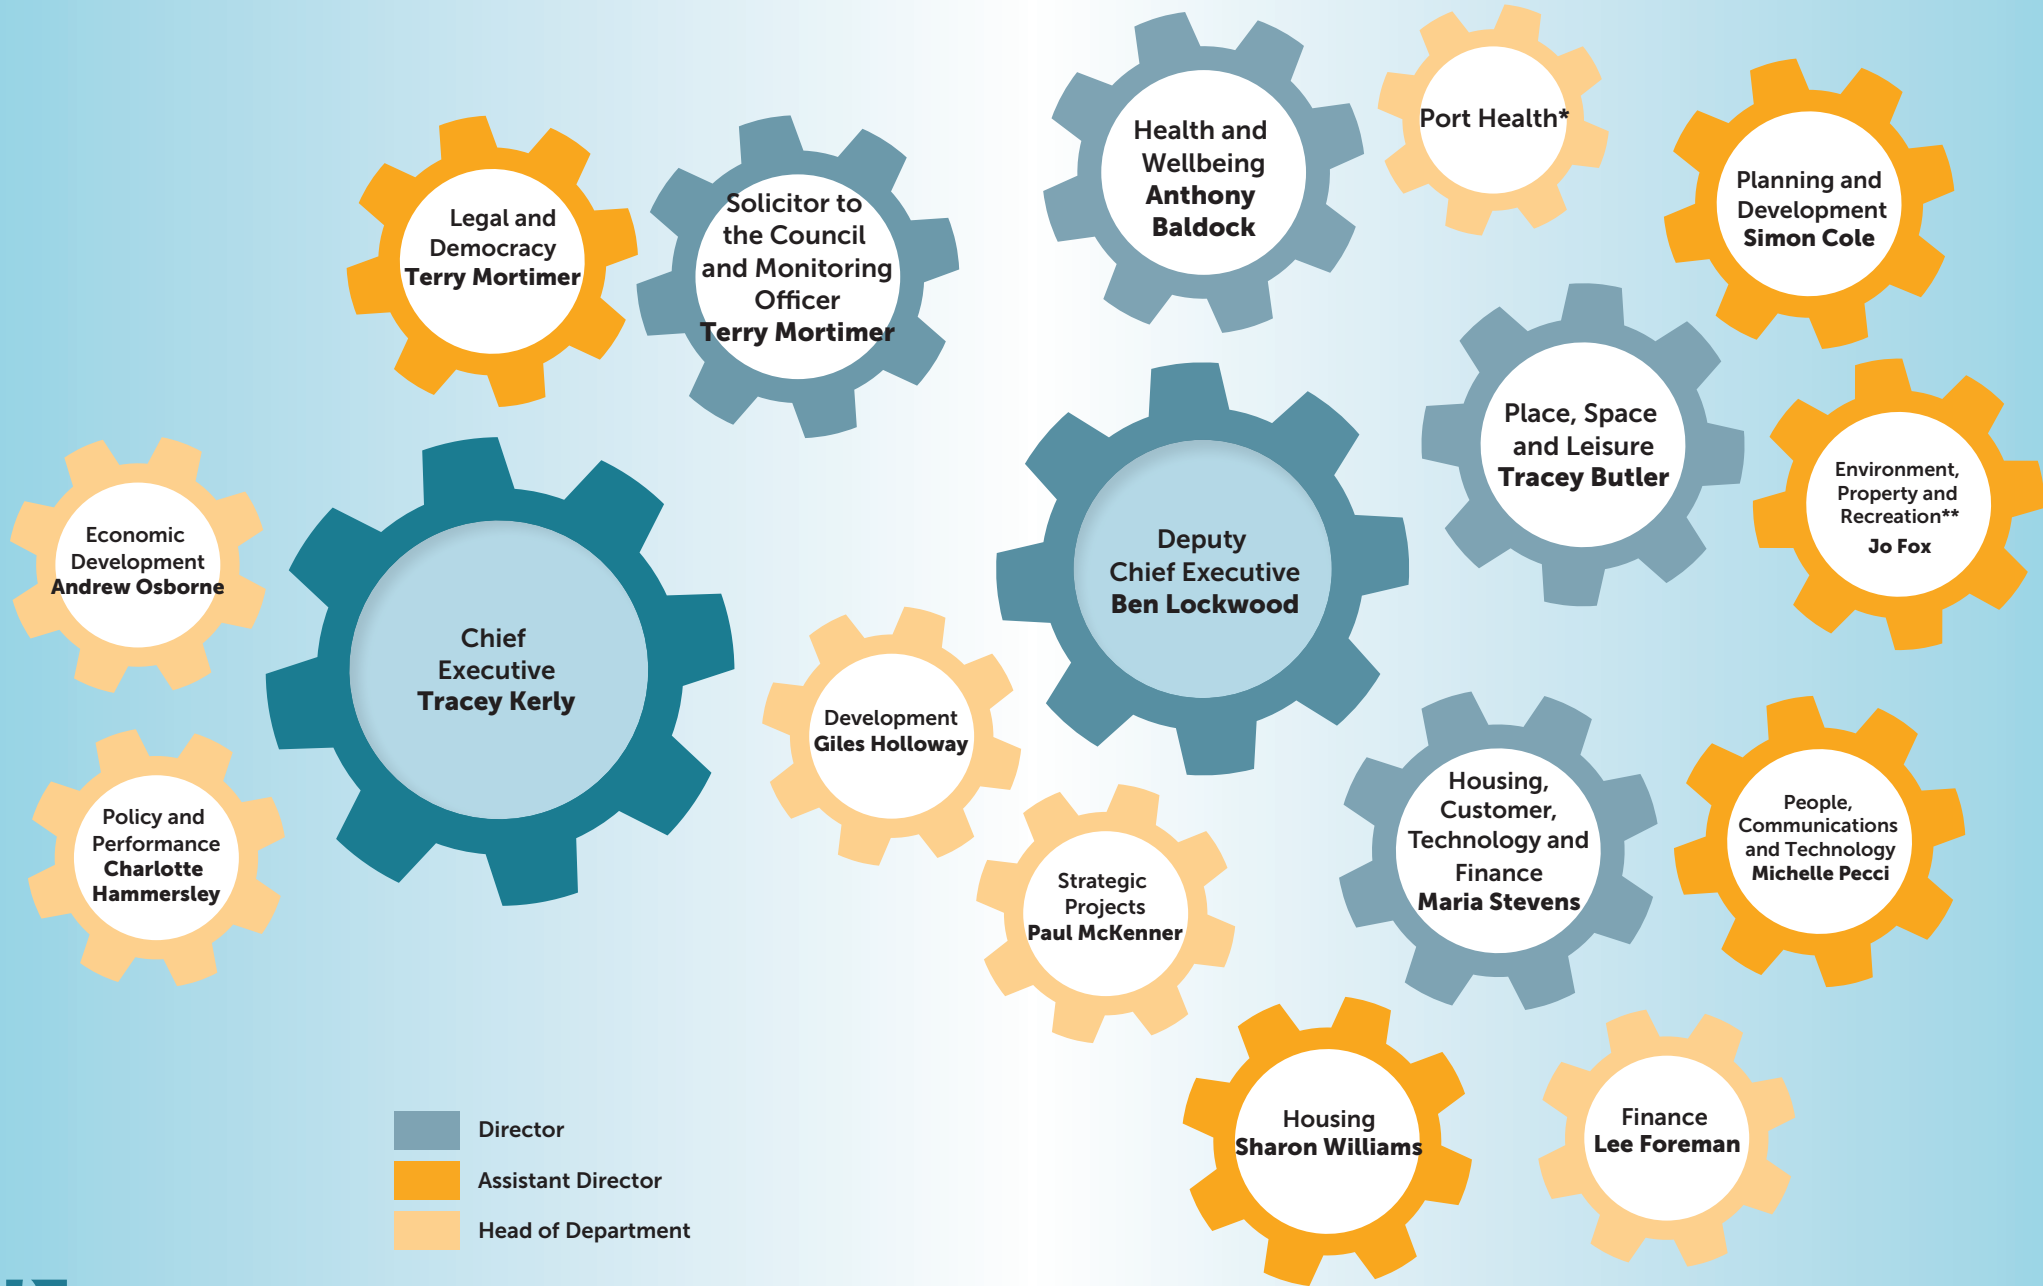 Legal and
Democracy
Terry Mortimer
Solicitor to
the Council
and Monitoring
Officer
Terry Mortimer
Health and
Wellbeing
Anthony
Baldock
Port Health*
Planning and
Development
Simon Cole
Place, Space
and Leisure
Tracey Butler
Environment,
Property and
Recreation**
Jo Fox
Economic
Development
Andrew Osborne
Chief
Executive
Tracey Kerly
Deputy
Chief Executive
Ben Lockwood
Development
Giles Holloway
Policy and
Performance
Charlotte
Hammersley
Strategic
Projects
Paul McKenner
Housing,
Customer,
Technology and
Finance
Maria Stevens
People,
Communications
and Technology
Michelle Pecci
Housing
Sharon Williams
Finance
Lee Foreman
Director
Assistant Director
Head of Department